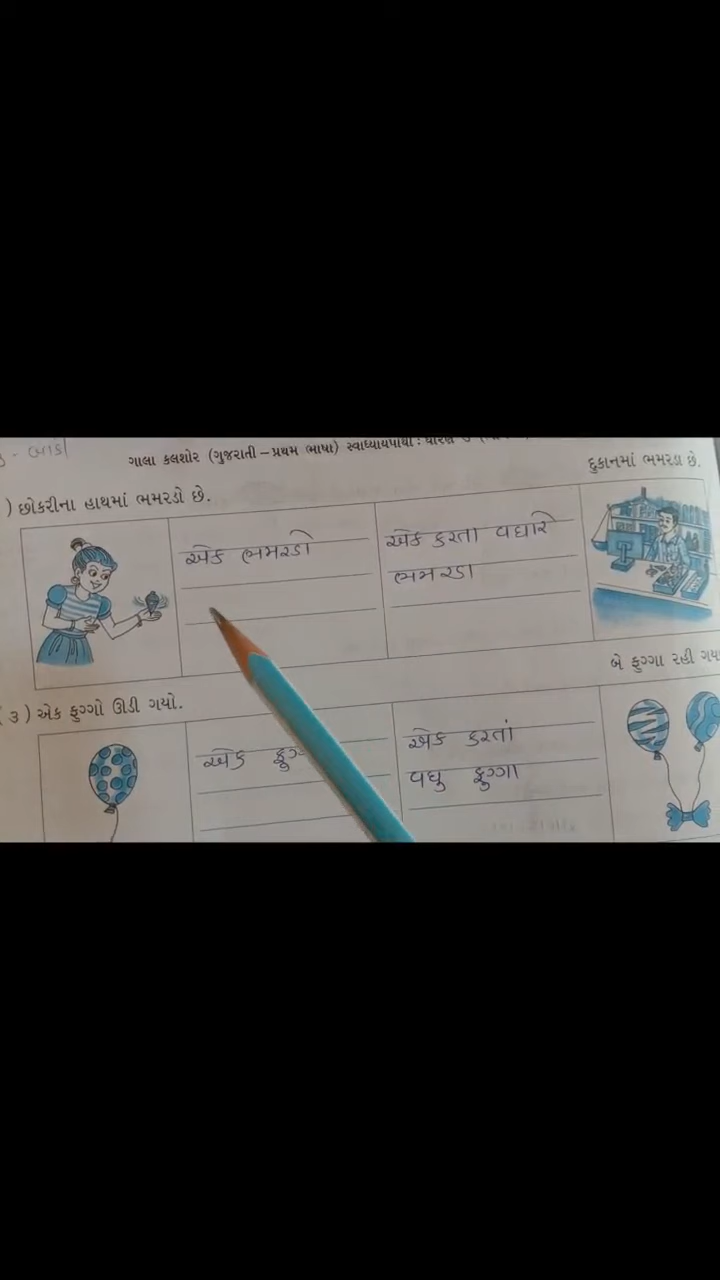 ગાલા કલશોર (ગુજરાતી – પ્રથમ ભાષા) સ્વાધ્યાયપોથી : ધોરણ
) છોકરીના હાથમાં ભમરડો છે.
દુકાનમાં ભમરડા છે.
એક ભમરડો
એક કરતા વધારે
ભમરડા
(૩) એક ફુગ્ગો ઊડી ગયો.
બે ફુગ્ગા રહી
એક
એક કરતાં
વધુ ફુગ્ગા